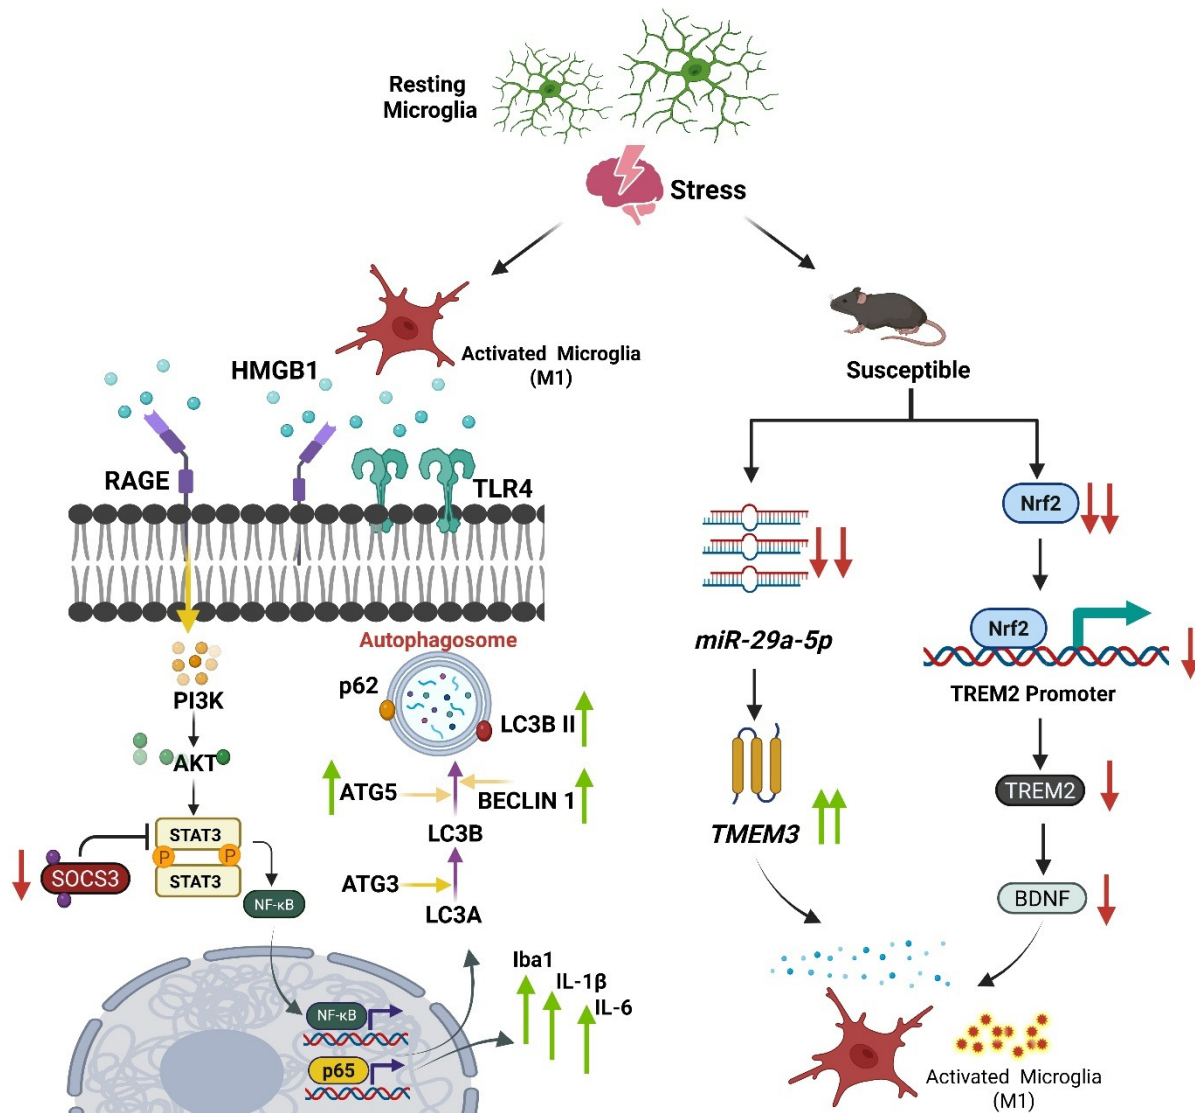 Resting
Microglia
Stress
Activated Microglia
(M1)
HMGB1
RAGE
TLR4
Susceptible
Nrf2
Nrf2
TREM2 Promoter
miR-29a-5p
Autophagosome
p62
LC3B II
PI3K
AKT
ATG5
BECLIN 1
LC3B
STAT3
P
P
STAT3
SOCS3
NF-κB
ATG3
LC3A
TMEM3
TREM2
BDNF
Iba1
IL-1β
IL-6
NF-κB
p65
Activated Microglia
(M1)